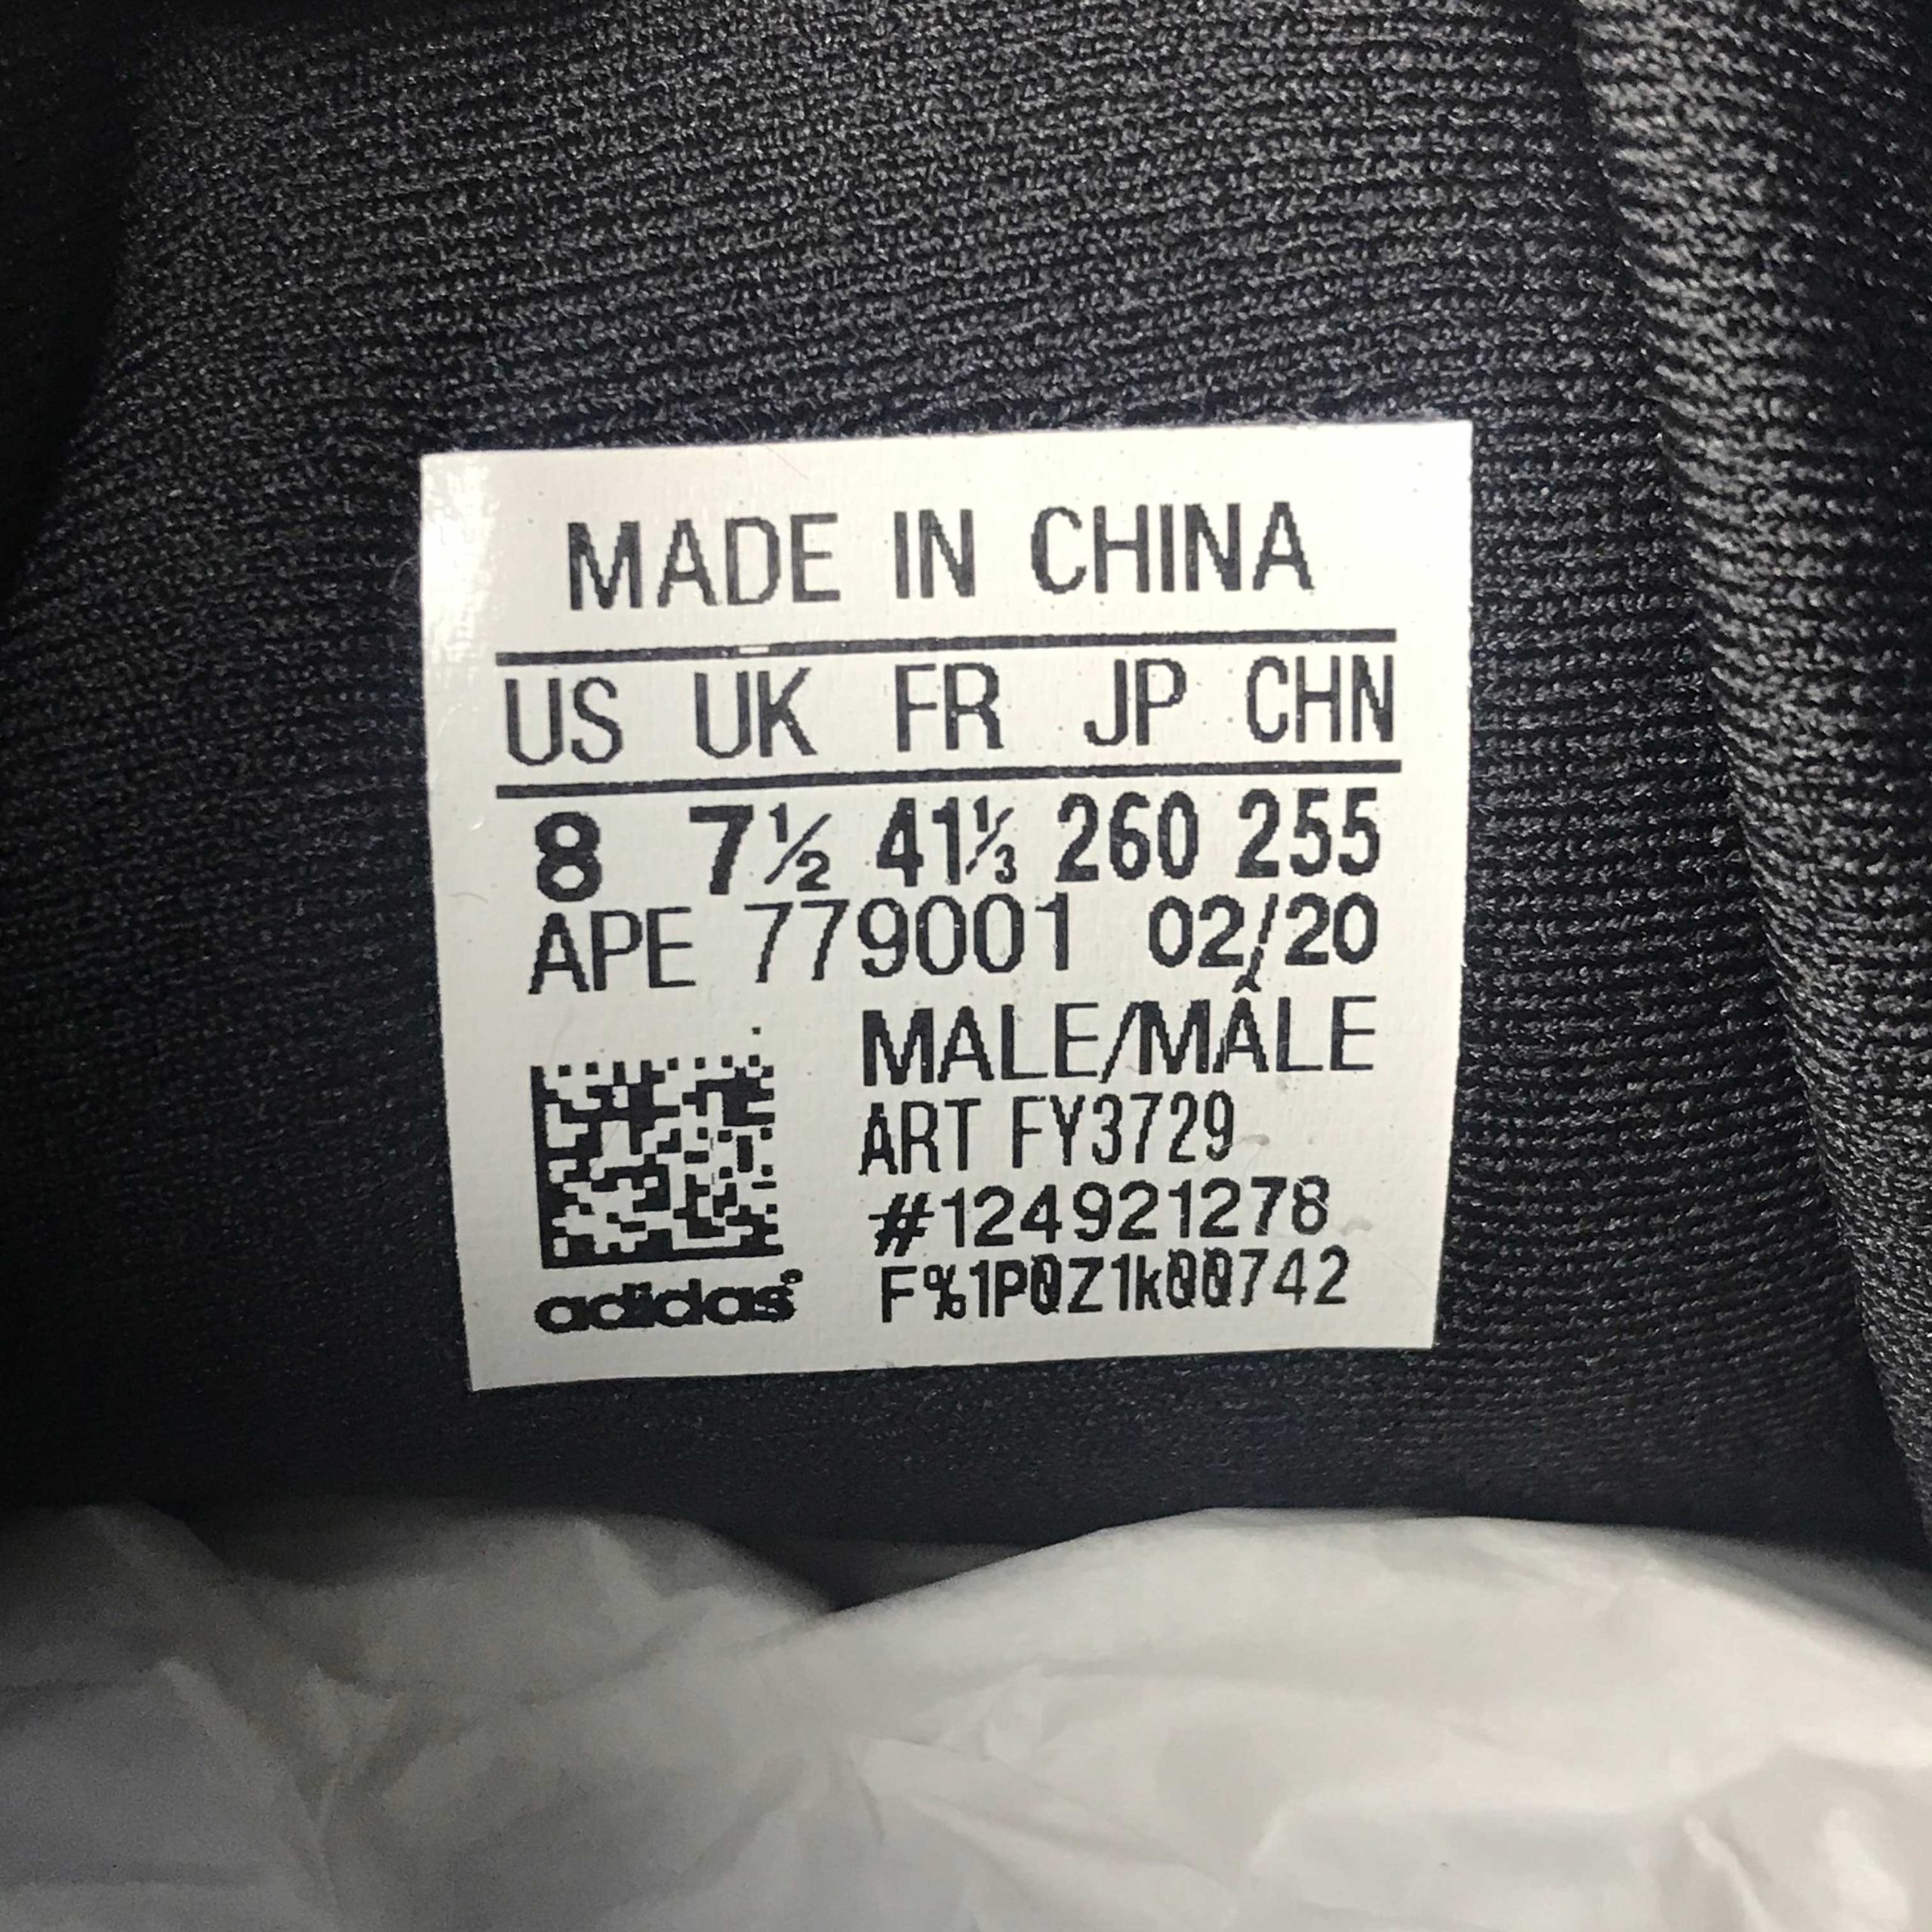 MADE IN CHINA
US UK FR JP CHN
8 7½ 41⅓ 260 255
APE 779001 02/20
MALE/MÂLE
ART FY3729
#124921278
adidas® F%1P0Z1k00742